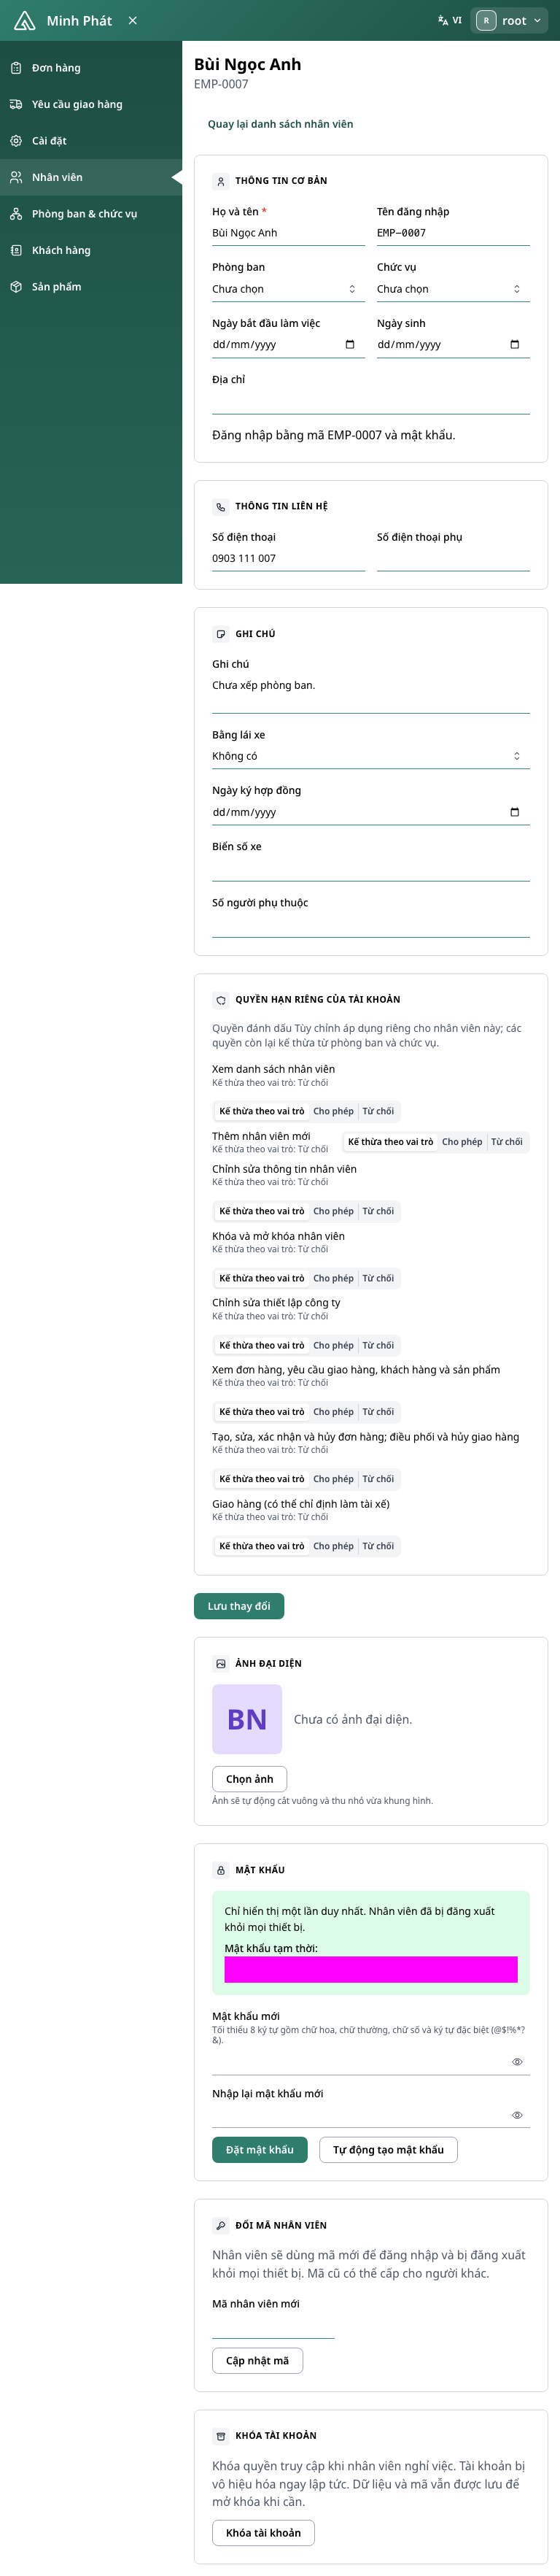 Minh Phát
VI
R
root
Đơn hàng
Yêu cầu giao hàng
Cài đặt
Nhân viên
Phòng ban & chức vụ
Khách hàng
Sản phẩm
Bùi Ngọc Anh
EMP-0007
Quay lại danh sách nhân viên
THÔNG TIN CƠ BẢN
Họ và tên *
Tên đăng nhập
Bùi Ngọc Anh
EMP-0007
Phòng ban
Chức vụ
Chưa chọn
Chưa chọn
Ngày bắt đầu làm việc
Ngày sinh
dd/mm/yyyy
dd/mm/yyyy
Địa chỉ
Đăng nhập bằng mã EMP-0007 và mật khẩu.
THÔNG TIN LIÊN HỆ
Số điện thoại
Số điện thoại phụ
0903 111 007
GHI CHÚ
Ghi chú
Chưa xếp phòng ban.
Bằng lái xe
Không có
Ngày ký hợp đồng
dd/mm/yyyy
Biển số xe
Số người phụ thuộc
QUYỀN HẠN RIÊNG CỦA TÀI KHOẢN
Quyền đánh dấu Tùy chỉnh áp dụng riêng cho nhân viên này; các
quyền còn lại kế thừa từ phòng ban và chức vụ.
Xem danh sách nhân viên
Kế thừa theo vai trò: Từ chối
Kế thừa theo vai trò Cho phép Từ chối
Thêm nhân viên mới
Kế thừa theo vai trò: Từ chối
Kế thừa theo vai trò Cho phép Từ chối
Chỉnh sửa thông tin nhân viên
Kế thừa theo vai trò: Từ chối
Kế thừa theo vai trò Cho phép Từ chối
Khóa và mở khóa nhân viên
Kế thừa theo vai trò: Từ chối
Kế thừa theo vai trò Cho phép Từ chối
Chỉnh sửa thiết lập công ty
Kế thừa theo vai trò: Từ chối
Kế thừa theo vai trò Cho phép Từ chối
Xem đơn hàng, yêu cầu giao hàng, khách hàng và sản phẩm
Kế thừa theo vai trò: Từ chối
Kế thừa theo vai trò Cho phép Từ chối
Tạo, sửa, xác nhận và hủy đơn hàng; điều phối và hủy giao hàng
Kế thừa theo vai trò: Từ chối
Kế thừa theo vai trò Cho phép Từ chối
Giao hàng (có thể chỉ định làm tài xế)
Kế thừa theo vai trò: Từ chối
Kế thừa theo vai trò Cho phép Từ chối
Lưu thay đổi
ẢNH ĐẠI DIỆN
BN
Chưa có ảnh đại diện.
Chọn ảnh
Ảnh sẽ tự động cắt vuông và thu nhỏ vừa khung hình.
MẬT KHẨU
Chỉ hiển thị một lần duy nhất. Nhân viên đã bị đăng xuất
khỏi mọi thiết bị.
Mật khẩu tạm thời:
Mật khẩu mới
Tối thiểu 8 ký tự gồm chữ hoa, chữ thường, chữ số và ký tự đặc biệt (@$!%*?
&).
Nhập lại mật khẩu mới
Đặt mật khẩu
Tự động tạo mật khẩu
ĐỔI MÃ NHÂN VIÊN
Nhân viên sẽ dùng mã mới để đăng nhập và bị đăng xuất
khỏi mọi thiết bị. Mã cũ có thể cấp cho người khác.
Mã nhân viên mới
Cập nhật mã
KHÓA TÀI KHOẢN
Khóa quyền truy cập khi nhân viên nghỉ việc. Tài khoản bị
vô hiệu hóa ngay lập tức. Dữ liệu và mã vẫn được lưu để
mở khóa khi cần.
Khóa tài khoản